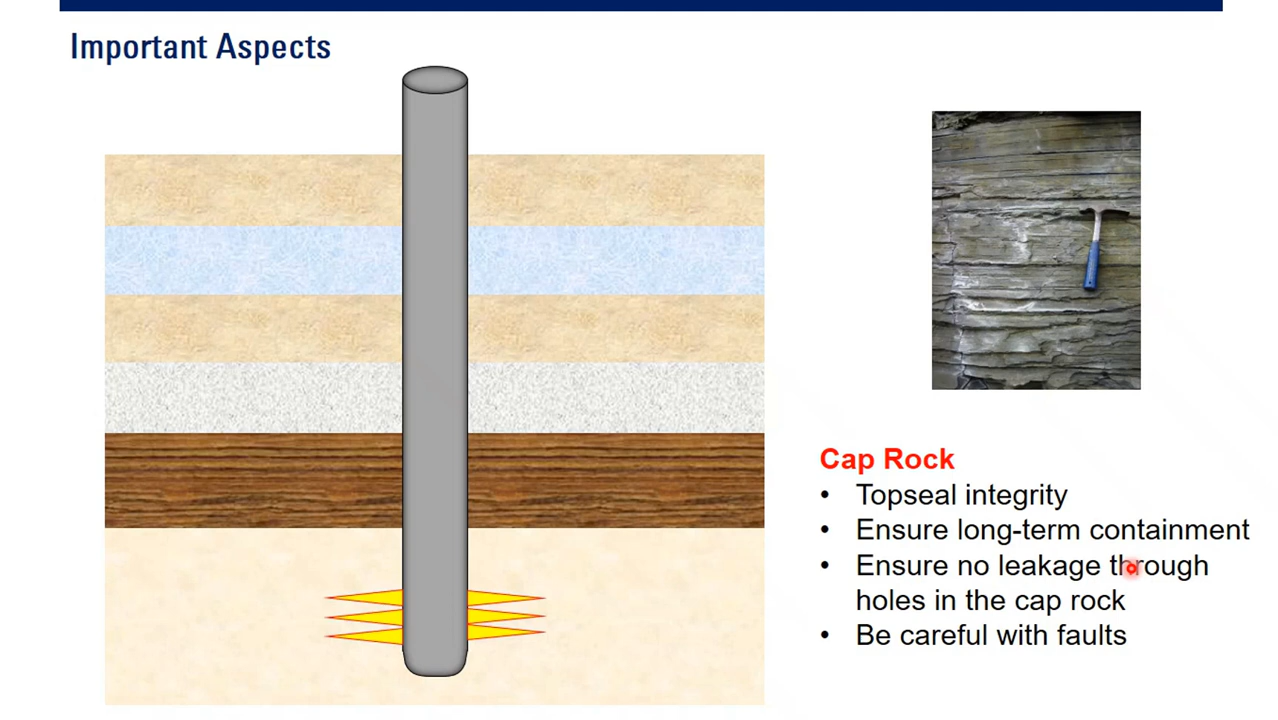 Important Aspects
Cap Rock
• Topseal integrity
• Ensure long-term containment
• Ensure no leakage through
holes in the cap rock
• Be careful with faults